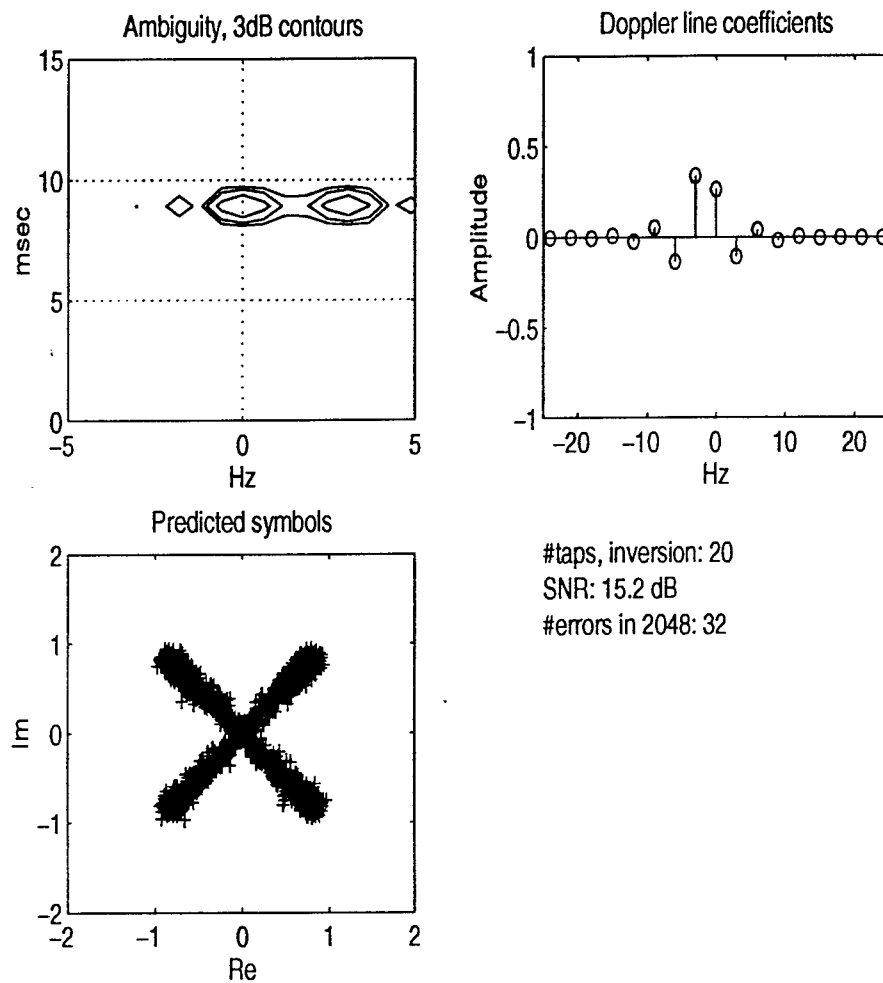 Ambiguity, 3dB contours
15
10
5
0
msec
−5
0
5
Hz
Doppler line coefficients
1
0.5
0
−0.5
−1
Amplitude
−20
−10
0
10
20
Hz
Predicted symbols
2
1
0
−1
−2
Im
−2
−1
0
1
2
Re
#taps, inversion: 20
SNR: 15.2 dB
#errors in 2048: 32